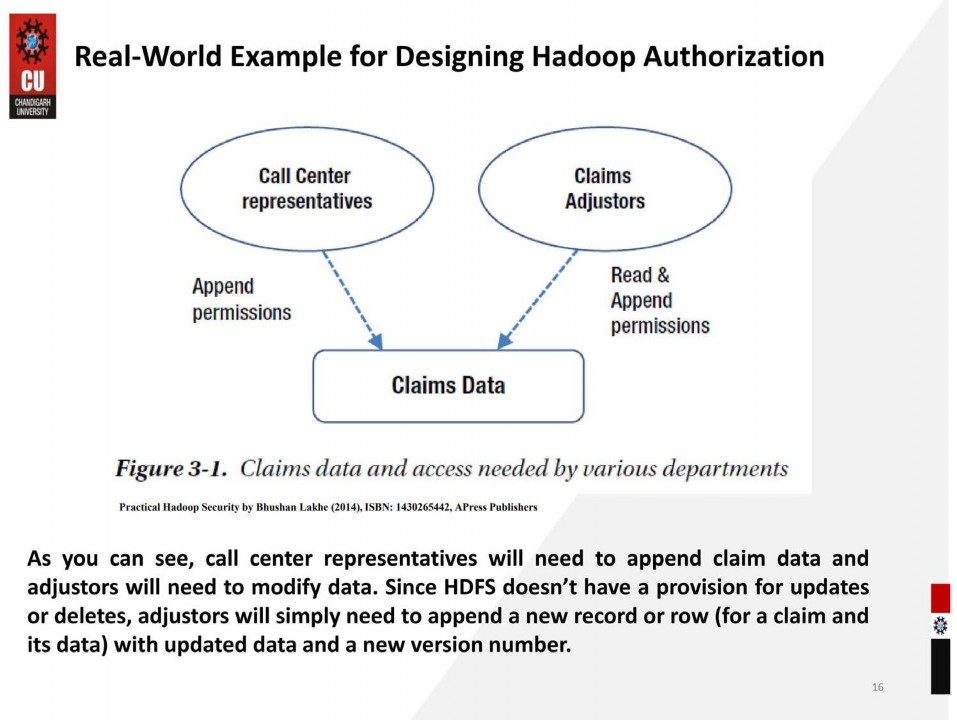 CU
CHANDIGARH
UNIVERSITY
Real-World Example for Designing Hadoop Authorization
Call Center
representatives
Claims
Adjustors
Append
permissions
Read &
Append
permissions
Claims Data
Figure 3-1. Claims data and access needed by various departments
Practical Hadoop Security by Bhushan Lakhe (2014), ISBN: 1430265442, APress Publishers
As you can see, call center representatives will need to append claim data and
adjustors will need to modify data. Since HDFS doesn’t have a provision for updates
or deletes, adjustors will simply need to append a new record or row (for a claim and
its data) with updated data and a new version number.
16